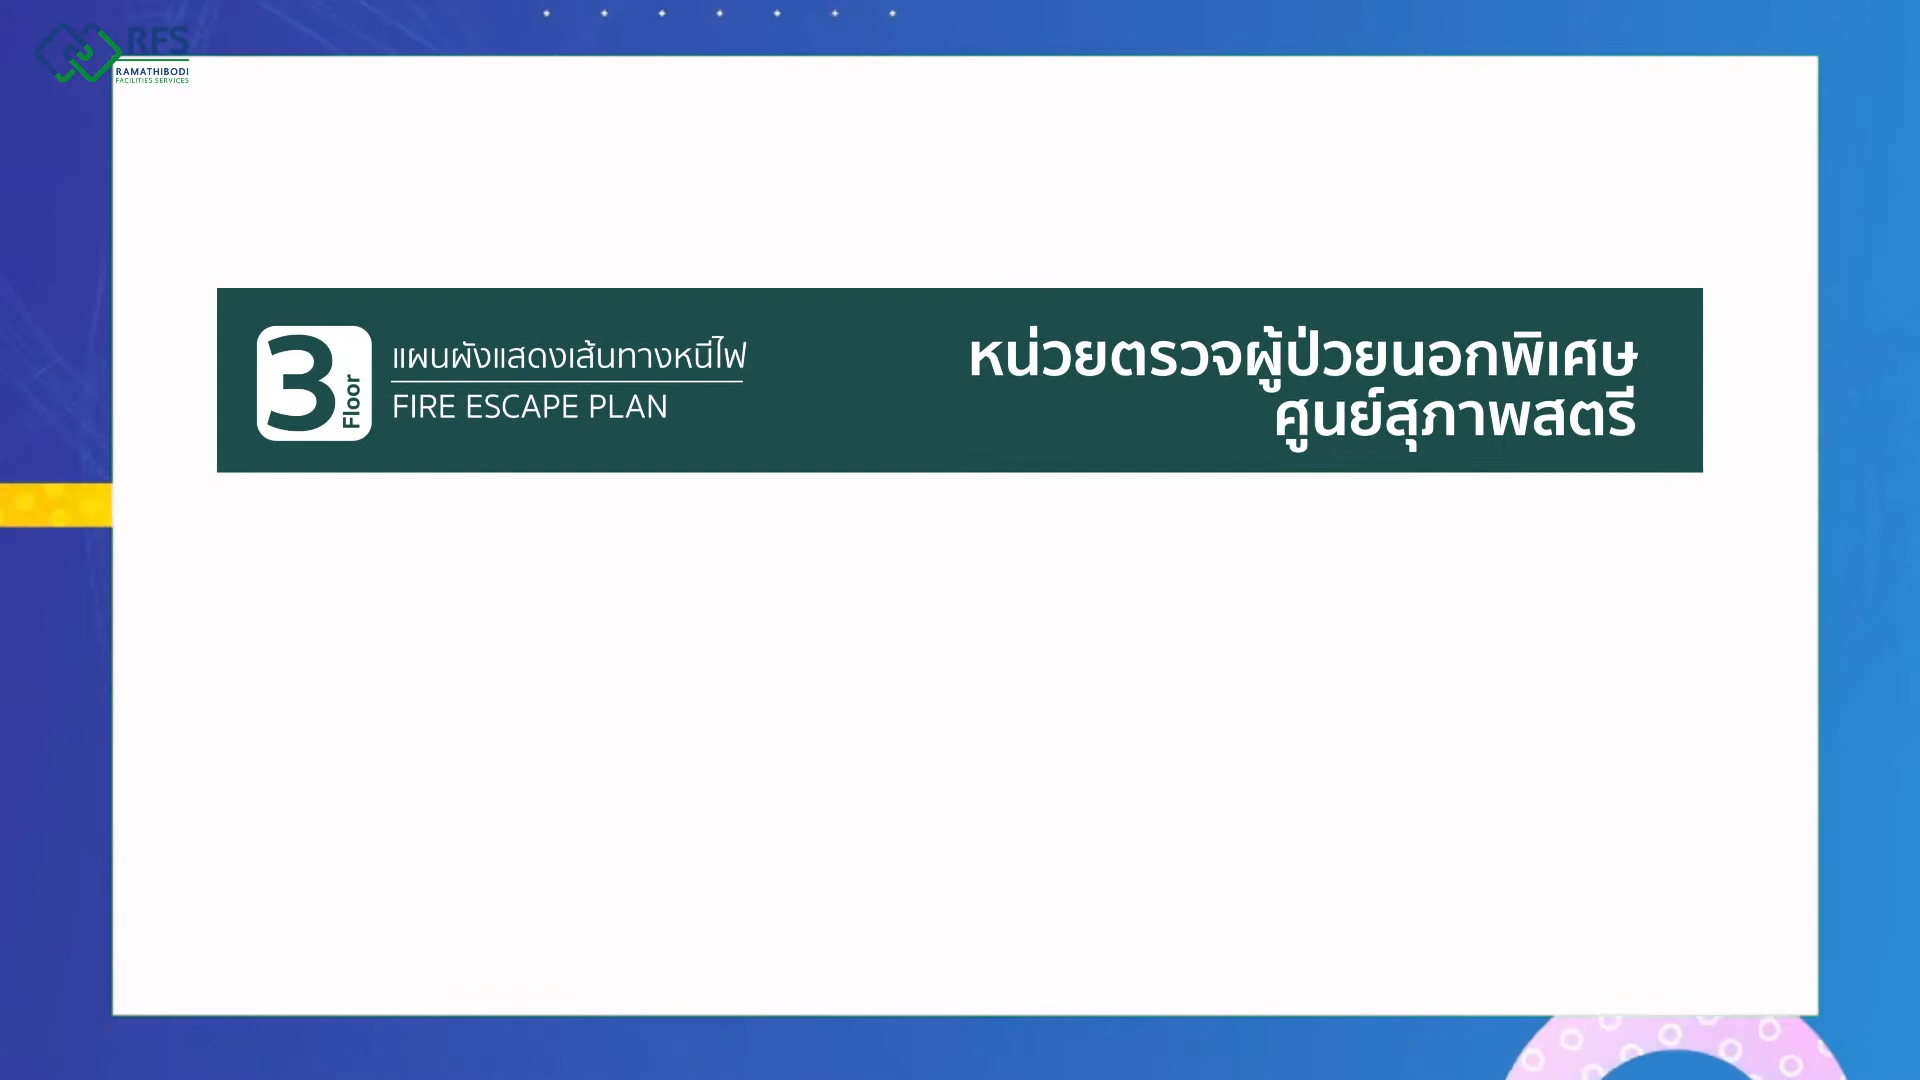 RFS
RAMATHIBODI
FACILITIES SERVICES
3
Floor
แผนผังแสดงเส้นทางหนีไฟ
FIRE ESCAPE PLAN
หน่วยตรวจผู้ป่วยนอกพิเศษ
ศูนย์สุภาพสตรี